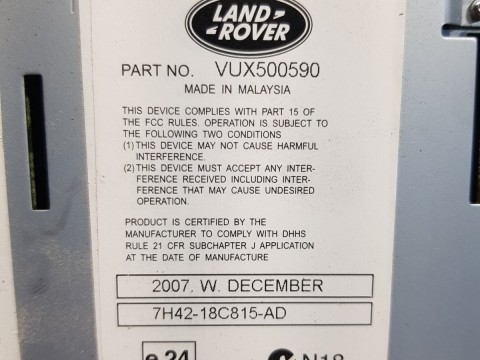 LAND
ROVER
PART NO. VUX500590
MADE IN MALAYSIA
THIS DEVICE COMPLIES WITH PART 15 OF
THE FCC RULES. OPERATION IS SUBJECT TO
THE FOLLOWING TWO CONDITIONS
(1) THIS DEVICE MAY NOT CAUSE HARMFUL
INTERFERENCE.
(2) THIS DEVICE MUST ACCEPT ANY INTER-
FERENCE RECEIVED INCLUDING INTER-
FERENCE THAT MAY CAUSE UNDESIRED
OPERATION.
PRODUCT IS CERTIFIED BY THE
MANUFACTURER TO COMPLY WITH DHHS
RULE 21 CFR SUBCHAPTER J APPLICATION
AT THE DATE OF MANUFACTURE
2007. W. DECEMBER
7H42-18C815-AD
e 24 N18